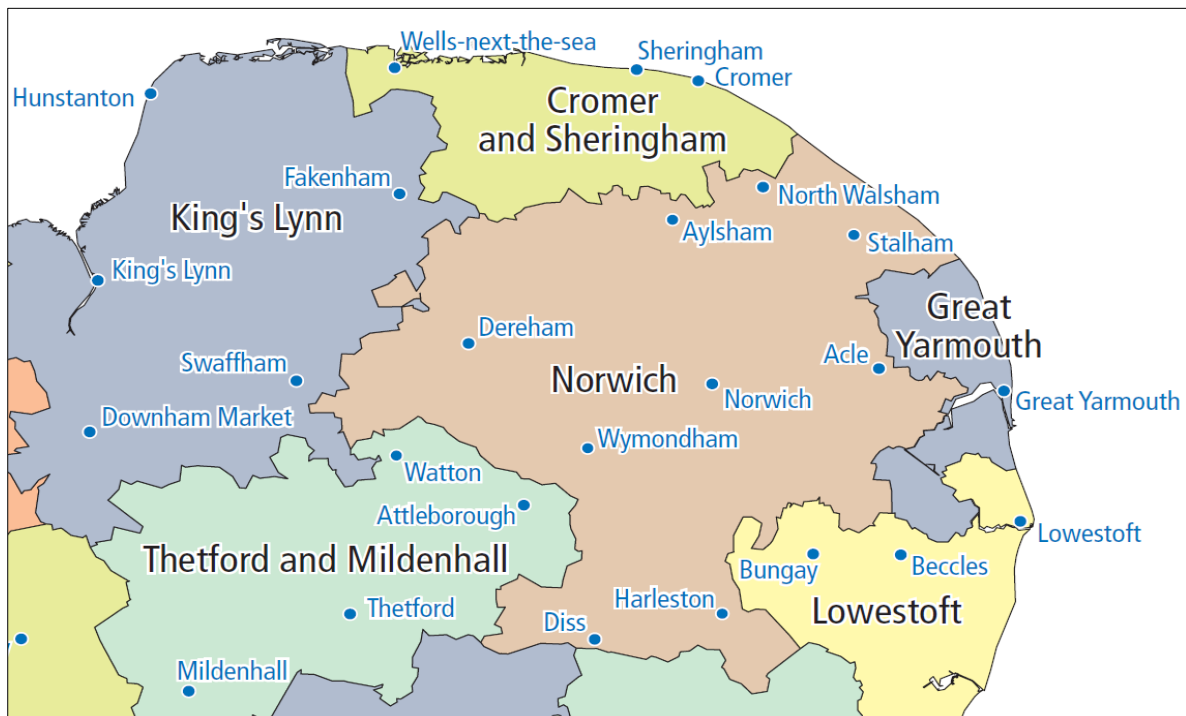 Wells-next-the-sea
Sheringham
Cromer
Hunstanton
Cromer
and Sheringham
Fakenham
North Walsham
King's Lynn
Aylsham
Stalham
King's Lynn
Great
Yarmouth
Dereham
Swaffham
Acle
Norwich
Norwich
Great Yarmouth
Downham Market
Wymondham
Watton
Attleborough
Lowestoft
Thetford and Mildenhall
Bungay
Beccles
Thetford
Harleston
Lowestoft
Diss
Mildenhall